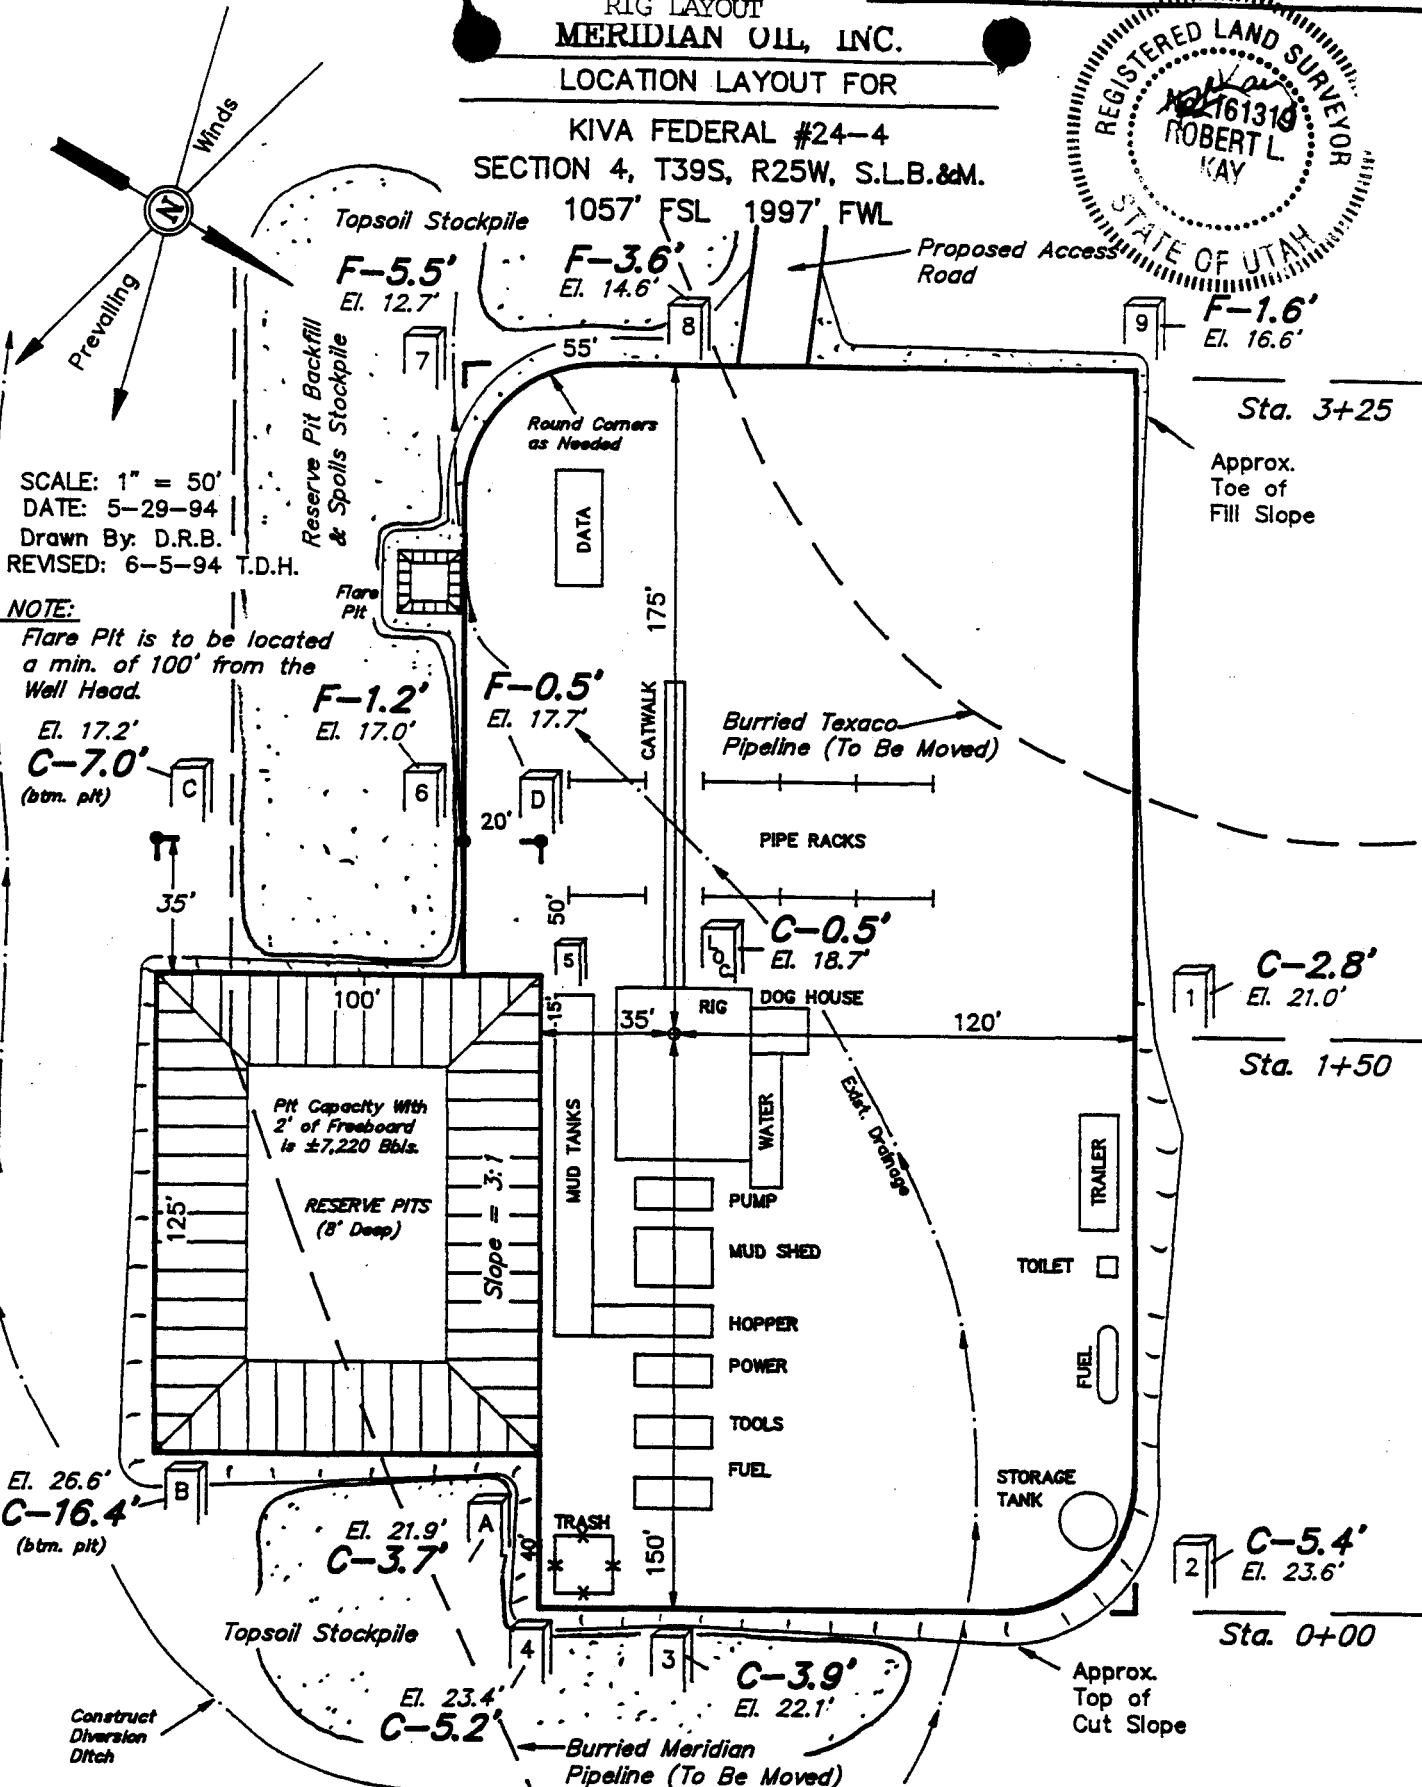 RIG LAYOUT
MERIDIAN OIL, INC.
LOCATION LAYOUT FOR
KIVA FEDERAL #24-4
SECTION 4, T39S, R25W, S.L.B.&M.
1057' FSL 1997' FWL
REGISTERED LAND SURVEYOR
161319
ROBERT L.
KAY
STATE OF UTAH
Winds
N
Prevailing
Topsoil Stockpile
F-5.5'
El. 12.7'
7
F-3.6'
El. 14.6'
8
Proposed Access
Road
9
F-1.6'
El. 16.6'
Sta. 3+25
55'
Round Corners
as Needed
Reserve Pit Backfill
& Spoils Stockpile
Approx.
Toe of
Fill Slope
SCALE: 1" = 50'
DATE: 5-29-94
Drawn By: D.R.B.
REVISED: 6-5-94 T.D.H.
DATA
Flare
Pit
175'
NOTE:
Flare Pit is to be located
a min. of 100' from the
Well Head.
El. 17.2'
C-7.0'
(btm. pit)
C
F-1.2'
El. 17.0'
6
F-0.5'
El. 17.7'
D
20'
CATWALK
Burried Texaco
Pipeline (To Be Moved)
PIPE RACKS
35'
50'
5
LOC.
C-0.5'
El. 18.7'
1
C-2.8'
El. 21.0'
Sta. 1+50
100'
15'
35'
RIG
DOG HOUSE
120'
Pit Capacity With
2' of Freeboard
is ±7,220 Bbls.
RESERVE PITS
(8' Deep)
125'
Slope = 3:1
MUD TANKS
WATER
Exist. Drainage
TRAILER
PUMP
MUD SHED
TOILET
HOPPER
POWER
FUEL
TOOLS
FUEL
STORAGE
TANK
El. 26.6'
C-16.4'
(btm. pit)
B
El. 21.9'
C-3.7'
A
40'
TRASH
150'
2
C-5.4'
El. 23.6'
Sta. 0+00
Topsoil Stockpile
4
El. 23.4'
C-5.2'
3
C-3.9'
El. 22.1'
Approx.
Top of
Cut Slope
Construct
Diversion
Ditch
Burried Meridian
Pipeline (To Be Moved)